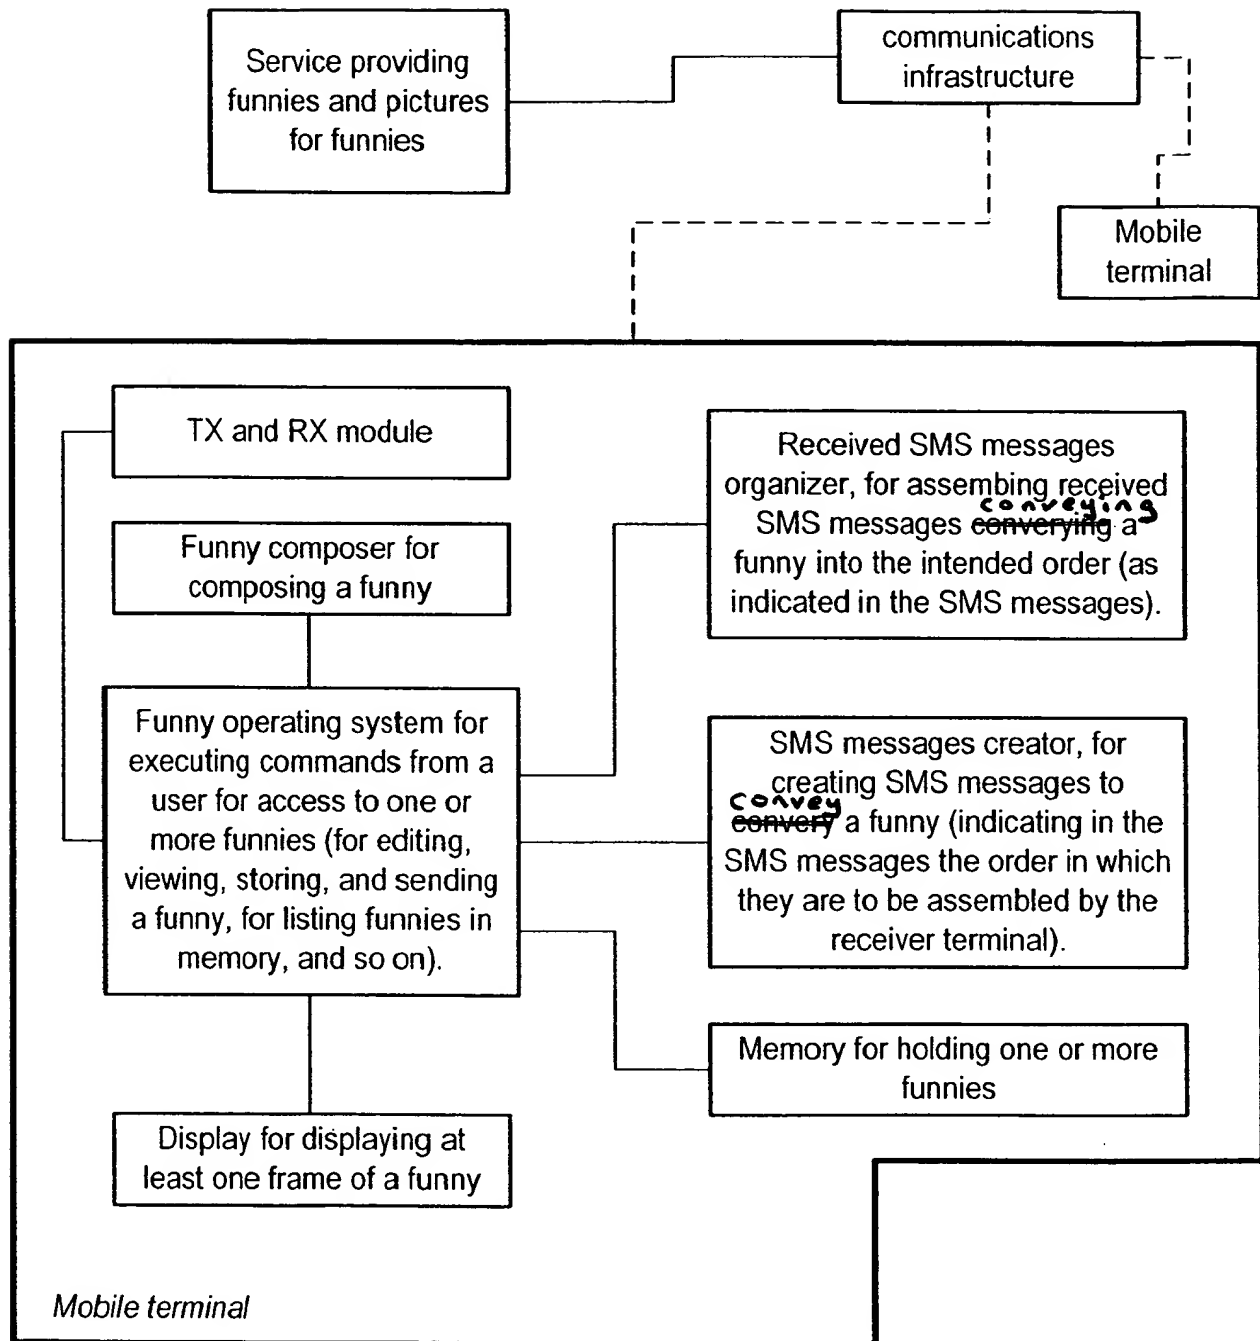 Service providing
funnies and pictures
for funnies
communications
infrastructure
Mobile
terminal
TX and RX module
Funny composer for
composing a funny
Funny operating system for
executing commands from a
user for access to one or
more funnies (for editing,
viewing, storing, and sending
a funny, for listing funnies in
memory, and so on).
Display for displaying at
least one frame of a funny
Received SMS messages
organizer, for assembing received
conveying
SMS messages converying a
funny into the intended order (as
indicated in the SMS messages).
SMS messages creator, for
creating SMS messages to
convey
convery a funny (indicating in the
SMS messages the order in which
they are to be assembled by the
receiver terminal).
Memory for holding one or more
funnies
Mobile terminal